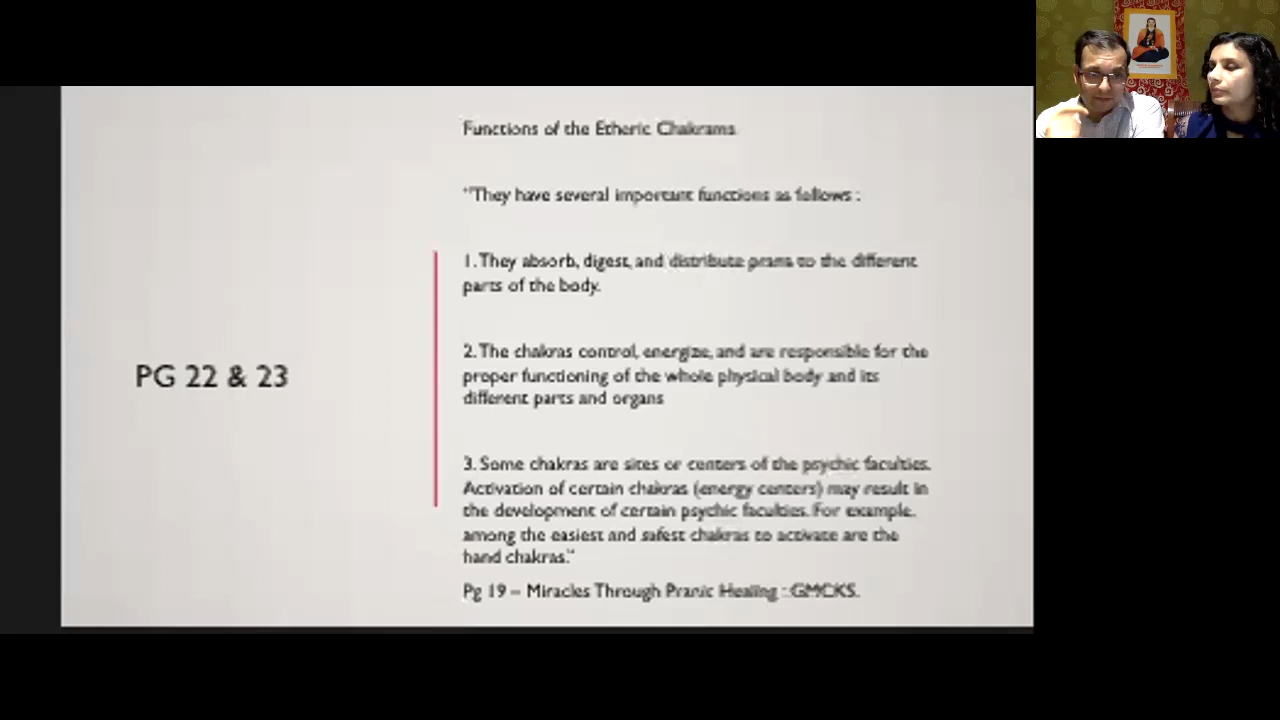 Functions of the Etheric Chakrams
"They have several important functions as follows :
1. They absorb, digest, and distribute prana to the different
parts of the body.
PG 22 & 23
2. The chakras control, energize, and are responsible for the
proper functioning of the whole physical body and its
different parts and organs
3. Some chakras are sites or centers of the psychic faculties.
Activation of certain chakras (energy centers) may result in
the development of certain psychic faculties. For example,
among the easiest and safest chakras to activate are the
hand chakras."
Pg 19 – Miracles Through Pranic Healing : GMCKS.